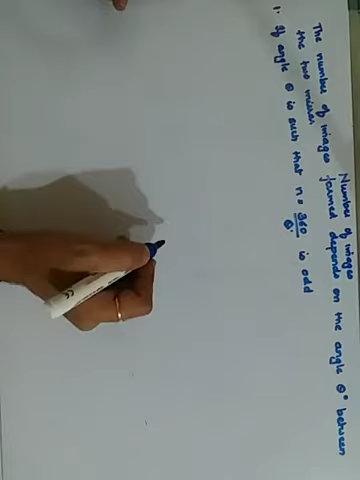 Number of images
The number of images formed depends on the angle θ° between
the two mirrors
1. If angle θ is such that n = 360/θ° is odd